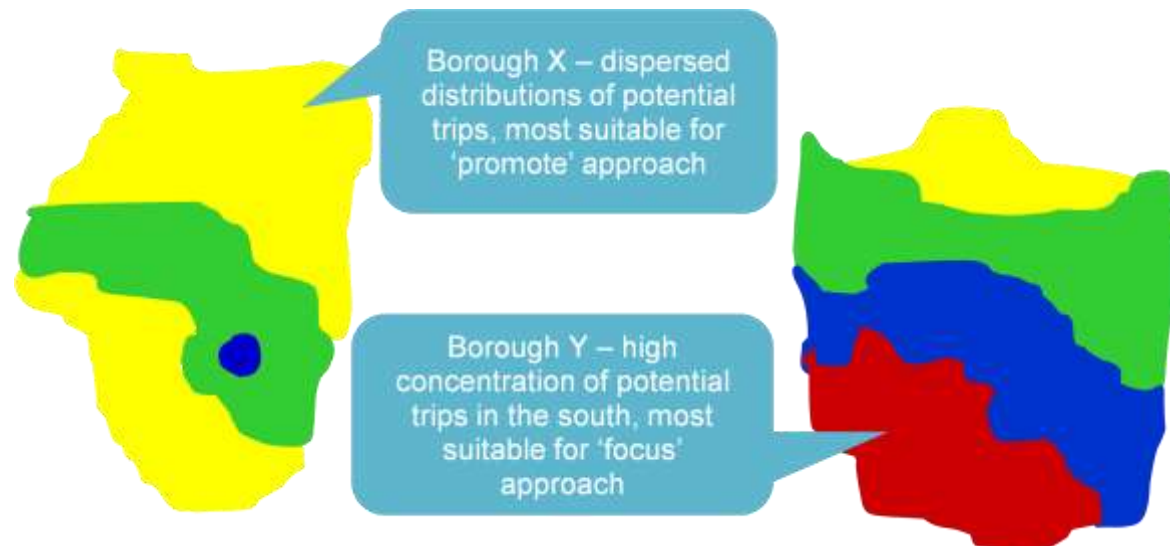 Borough X – dispersed
distributions of potential
trips, most suitable for
‘promote’ approach
Borough Y – high
concentration of potential
trips in the south, most
suitable for ‘focus’
approach